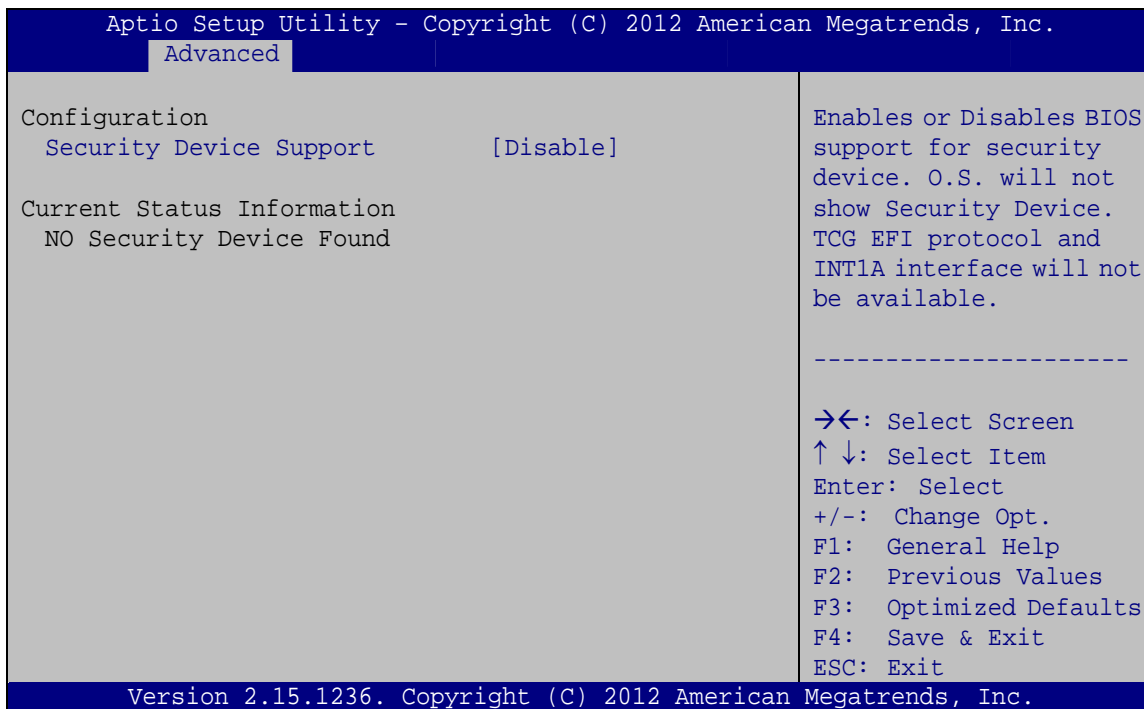 Aptio Setup Utility – Copyright (C) 2012 American Megatrends, Inc.
Advanced
Configuration
Security Device Support [Disable]
Current Status Information
NO Security Device Found
Enables or Disables BIOS
support for security
device. O.S. will not
show Security Device.
TCG EFI protocol and
INT1A interface will not
be available.
----------------------
→←: Select Screen
↑ ↓: Select Item
Enter: Select
+/-: Change Opt.
F1: General Help
F2: Previous Values
F3: Optimized Defaults
F4: Save & Exit
ESC: Exit
Version 2.15.1236. Copyright (C) 2012 American Megatrends, Inc.